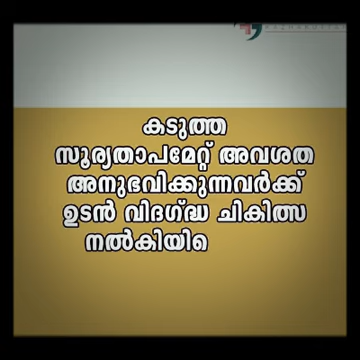 കടുത്ത
സൂര്യതാപമേറ്റ് അവശത
അനുഭവിക്കുന്നവർക്ക്
ഉടൻ വിദഗ്ദ്ധ ചികിത്സ
നൽകിയിരെ